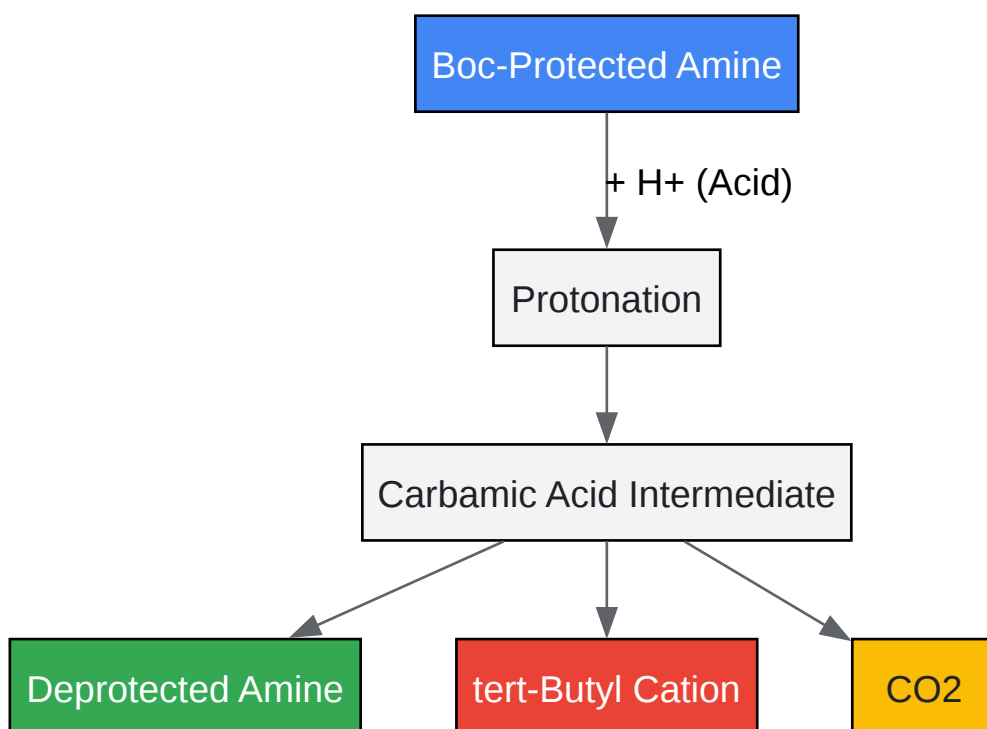 Boc-Protected Amine
+ H+ (Acid)
Protonation
Carbamic Acid Intermediate
Deprotected Amine
tert-Butyl Cation
CO2